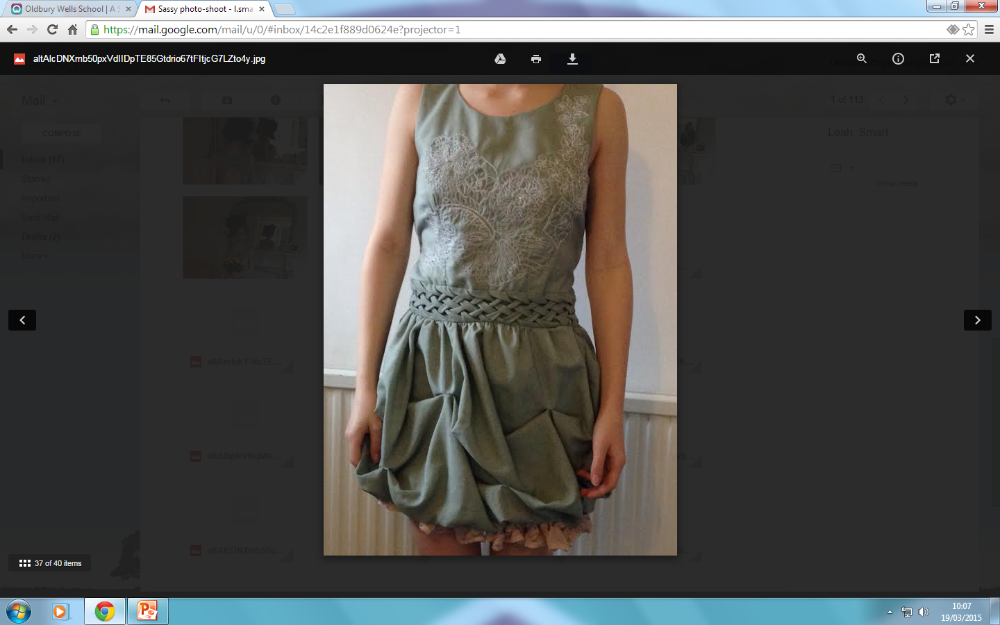 Oldbury Wells School | A S
Sassy photo-shoot - l.sma
https://mail.google.com/mail/u/0/#inbox/14c2e1f889d0624e?projector=1
Mail
1 of 113
COMPOSE
Leah. Smart
Inbox (17)
Starred
Show details
Important
Sent Mail
Drafts (2)
More
37 of 40 items
10:07
19/03/2015